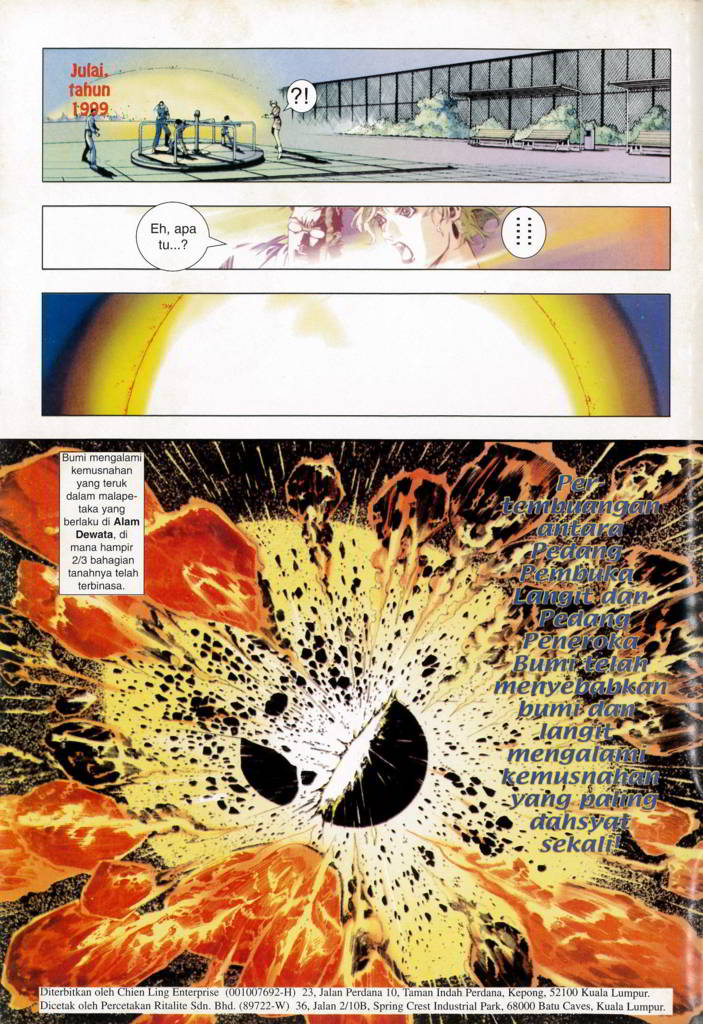 Julai,
tahun
1999
?!
Eh, apa
tu...?
Bumi mengalami
kemusnahan
yang teruk
dalam malape-
taka yang
berlaku di Alam
Dewata, di
mana hampir
2/3 bahagian
tanahnya telah
terbinasa.
Per-
tembuangan
antara
Pedang
Pembuka
Langit dan
Pedang
Peneroka
Bumi telah
menyebabkan
bumi dan
langit
mengalami
kemusnahan
yang paling
dahsyat
sekali!
Diterbitkan oleh Chien Ling Enterprise (001007692-H) 23, Jalan Perdana 10, Taman Indah Perdana, Kepong, 52100 Kuala Lumpur.
Dicetak oleh Percetakan Ritalite Sdn. Bhd. (89722-W) 36, Jalan 2/10B, Spring Crest Industrial Park, 68000 Batu Caves, Kuala Lumpur.